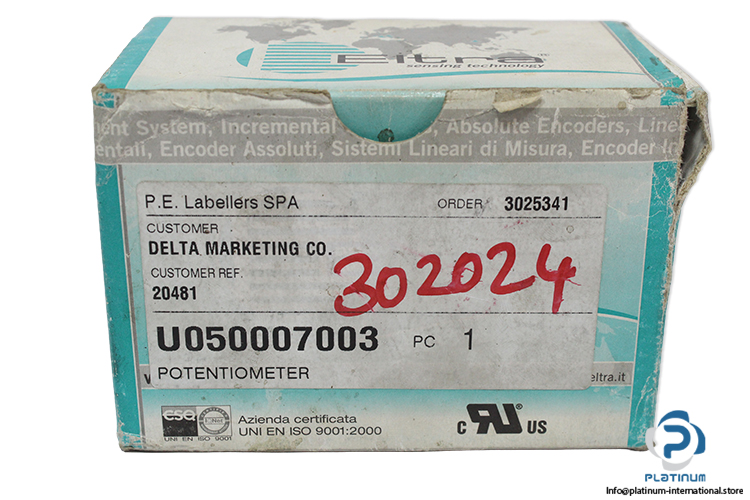 Eltra®
sensing technology
ent System, Incremental Absolute Encoders, Line
entali, Encoder Assoluti, Sistemi Lineari di Misura, Encoder In
P.E. Labellers SPA ORDER 3025341
CUSTOMER
DELTA MARKETING CO.
CUSTOMER REF.
20481
302024
U050007003 PC 1
POTENTIOMETER
eltra.it
csq
UNI EN ISO 9001
Azienda certificata
UNI EN ISO 9001:2000
c RU US
PLATINUM
Info@platinum-international.store